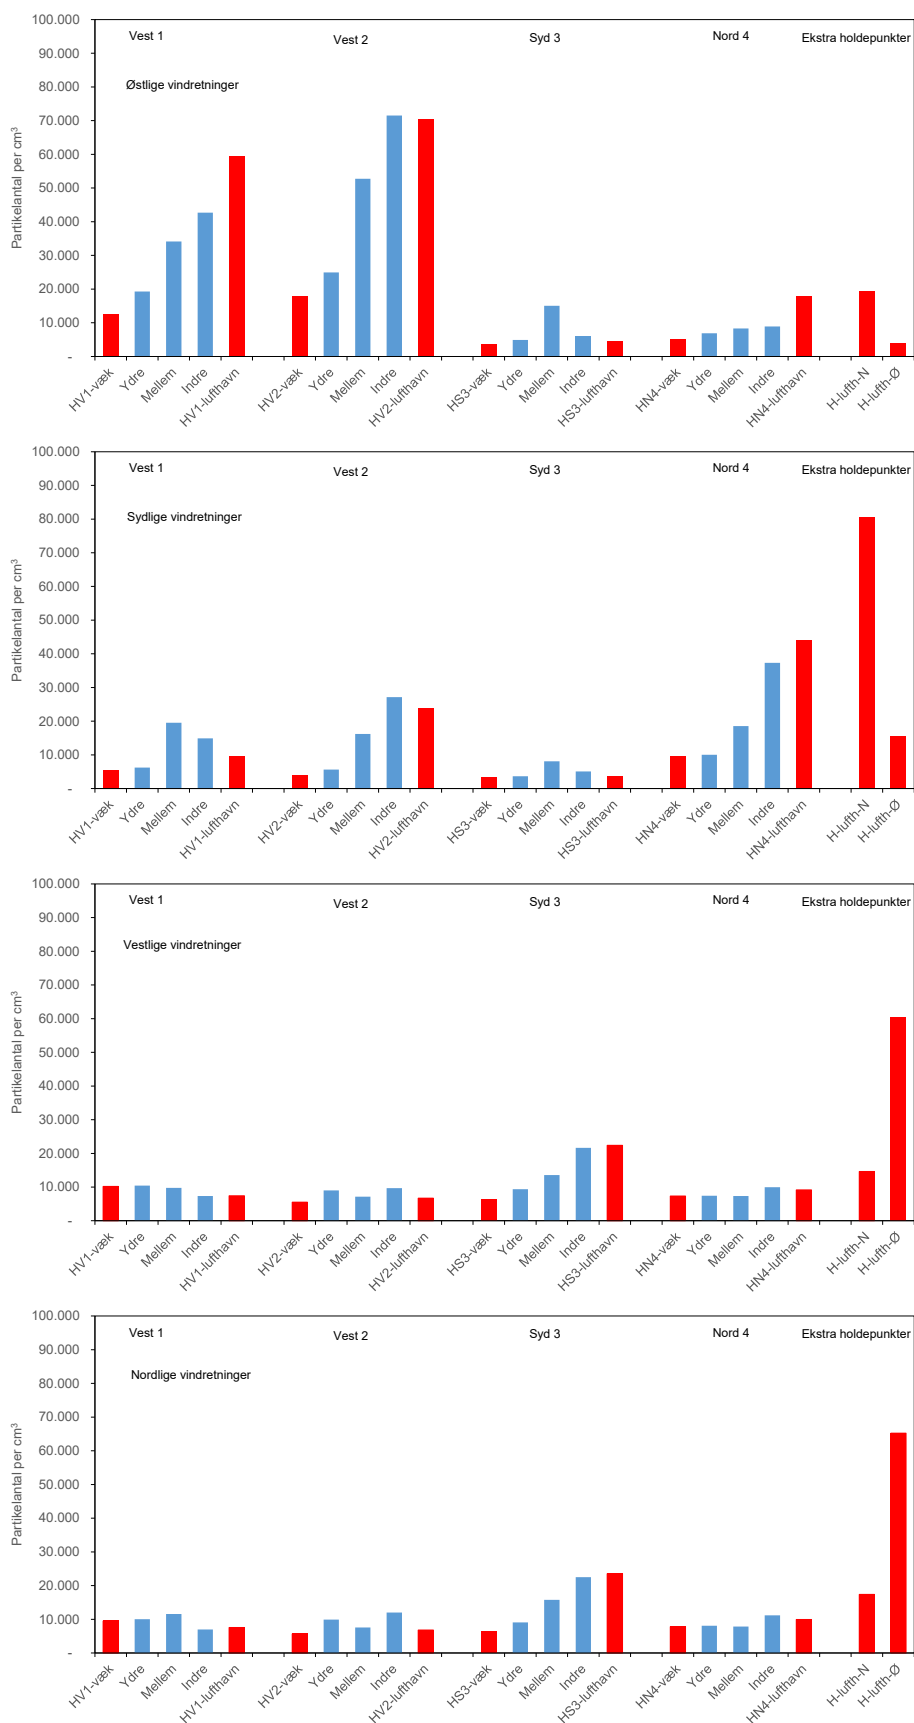 100.000
Vest 1
Vest 2
Syd 3
Nord 4
Ekstra holdepunkter
90.000
Østlige vindretninger
80.000
70.000
60.000
50.000
40.000
30.000
20.000
10.000
-
Partikelantal per cm³
HV1-væk
Ydre
Mellem
Indre
HV1-lufthavn
HV2-væk
Ydre
Mellem
Indre
HV2-lufthavn
HS3-væk
Ydre
Mellem
Indre
HS3-lufthavn
HN4-væk
Ydre
Mellem
Indre
HN4-lufthavn
H-lufth-N
H-lufth-Ø
100.000
Vest 1
Vest 2
Syd 3
Nord 4
Ekstra holdepunkter
90.000
Sydlige vindretninger
80.000
70.000
60.000
50.000
40.000
30.000
20.000
10.000
-
Partikelantal per cm³
HV1-væk
Ydre
Mellem
Indre
HV1-lufthavn
HV2-væk
Ydre
Mellem
Indre
HV2-lufthavn
HS3-væk
Ydre
Mellem
Indre
HS3-lufthavn
HN4-væk
Ydre
Mellem
Indre
HN4-lufthavn
H-lufth-N
H-lufth-Ø
100.000
Vest 1
Vest 2
Syd 3
Nord 4
Ekstra holdepunkter
90.000
Vestlige vindretninger
80.000
70.000
60.000
50.000
40.000
30.000
20.000
10.000
-
Partikelantal per cm³
HV1-væk
Ydre
Mellem
Indre
HV1-lufthavn
HV2-væk
Ydre
Mellem
Indre
HV2-lufthavn
HS3-væk
Ydre
Mellem
Indre
HS3-lufthavn
HN4-væk
Ydre
Mellem
Indre
HN4-lufthavn
H-lufth-N
H-lufth-Ø
100.000
Vest 1
Vest 2
Syd 3
Nord 4
Ekstra holdepunkter
90.000
Nordlige vindretninger
80.000
70.000
60.000
50.000
40.000
30.000
20.000
10.000
-
Partikelantal per cm³
HV1-væk
Ydre
Mellem
Indre
HV1-lufthavn
HV2-væk
Ydre
Mellem
Indre
HV2-lufthavn
HS3-væk
Ydre
Mellem
Indre
HS3-lufthavn
HN4-væk
Ydre
Mellem
Indre
HN4-lufthavn
H-lufth-N
H-lufth-Ø